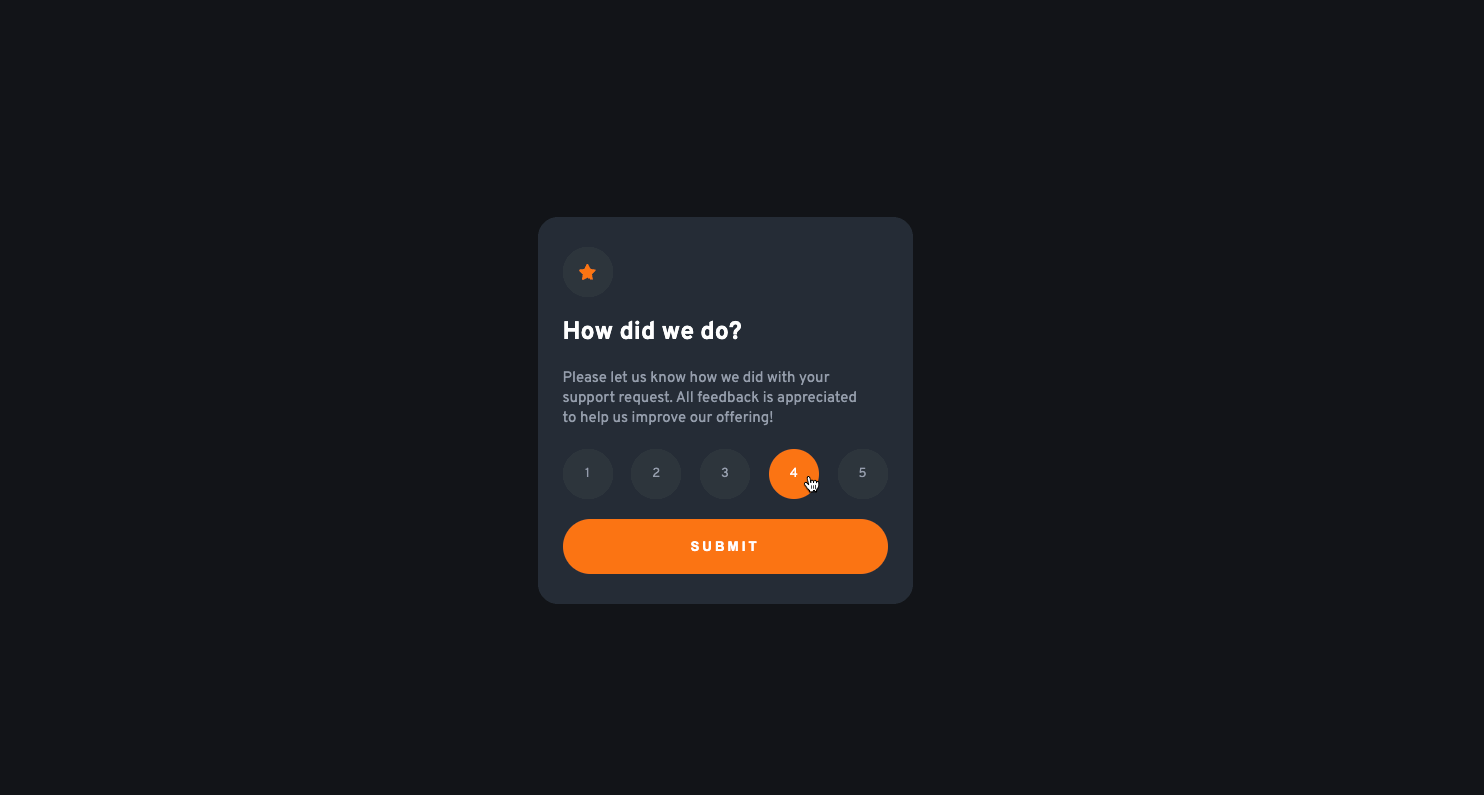 How did we do?
Please let us know how we did with your
support request. All feedback is appreciated
to help us improve our offering!
1 2 3 4 5
SUBMIT